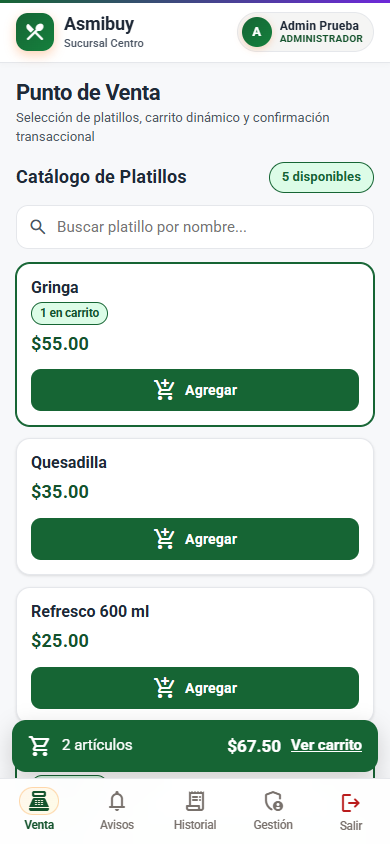 Asmibuy
Sucursal Centro
A
Admin Prueba
ADMINISTRADOR
Punto de Venta
Selección de platillos, carrito dinámico y confirmación
transaccional
Catálogo de Platillos
5 disponibles
Buscar platillo por nombre...
Gringa
1 en carrito
$55.00
Agregar
Quesadilla
$35.00
Agregar
Refresco 600 ml
$25.00
Agregar
2 artículos
$67.50
Ver carrito
Venta
Avisos
Historial
Gestión
Salir